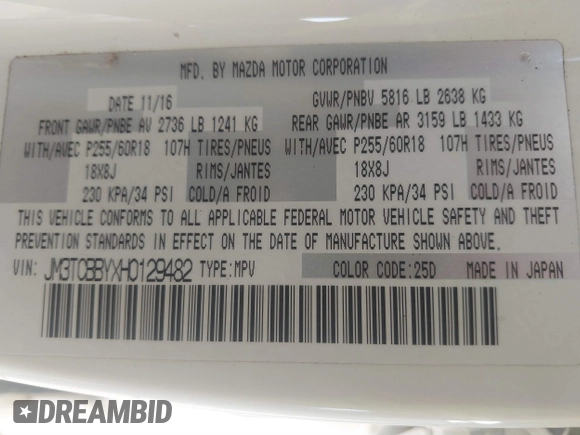 MFD. BY MAZDA MOTOR CORPORATION
DATE 11/16 GVWR/PNBV 5816 LB 2638 KG
FRONT GAWR/PNBE AV 2736 LB 1241 KG REAR GAWR/PNBE AR 3159 LB 1433 KG
WITH/AVEC P255/60R18 107H TIRES/PNEUS WITH/AVEC P255/60R18 107H TIRES/PNEUS
18X8J RIMS/JANTES 18X8J RIMS/JANTES
230 KPA/34 PSI COLD/A FROID 230 KPA/34 PSI COLD/A FROID
THIS VEHICLE CONFORMS TO ALL APPLICABLE FEDERAL MOTOR VEHICLE SAFETY AND THEFT
PREVENTION STANDARDS IN EFFECT ON THE DATE OF MANUFACTURE SHOWN ABOVE.
VIN: JM3TCBBYXH0129482 TYPE:MPV COLOR CODE:25D MADE IN JAPAN
DREAMBID